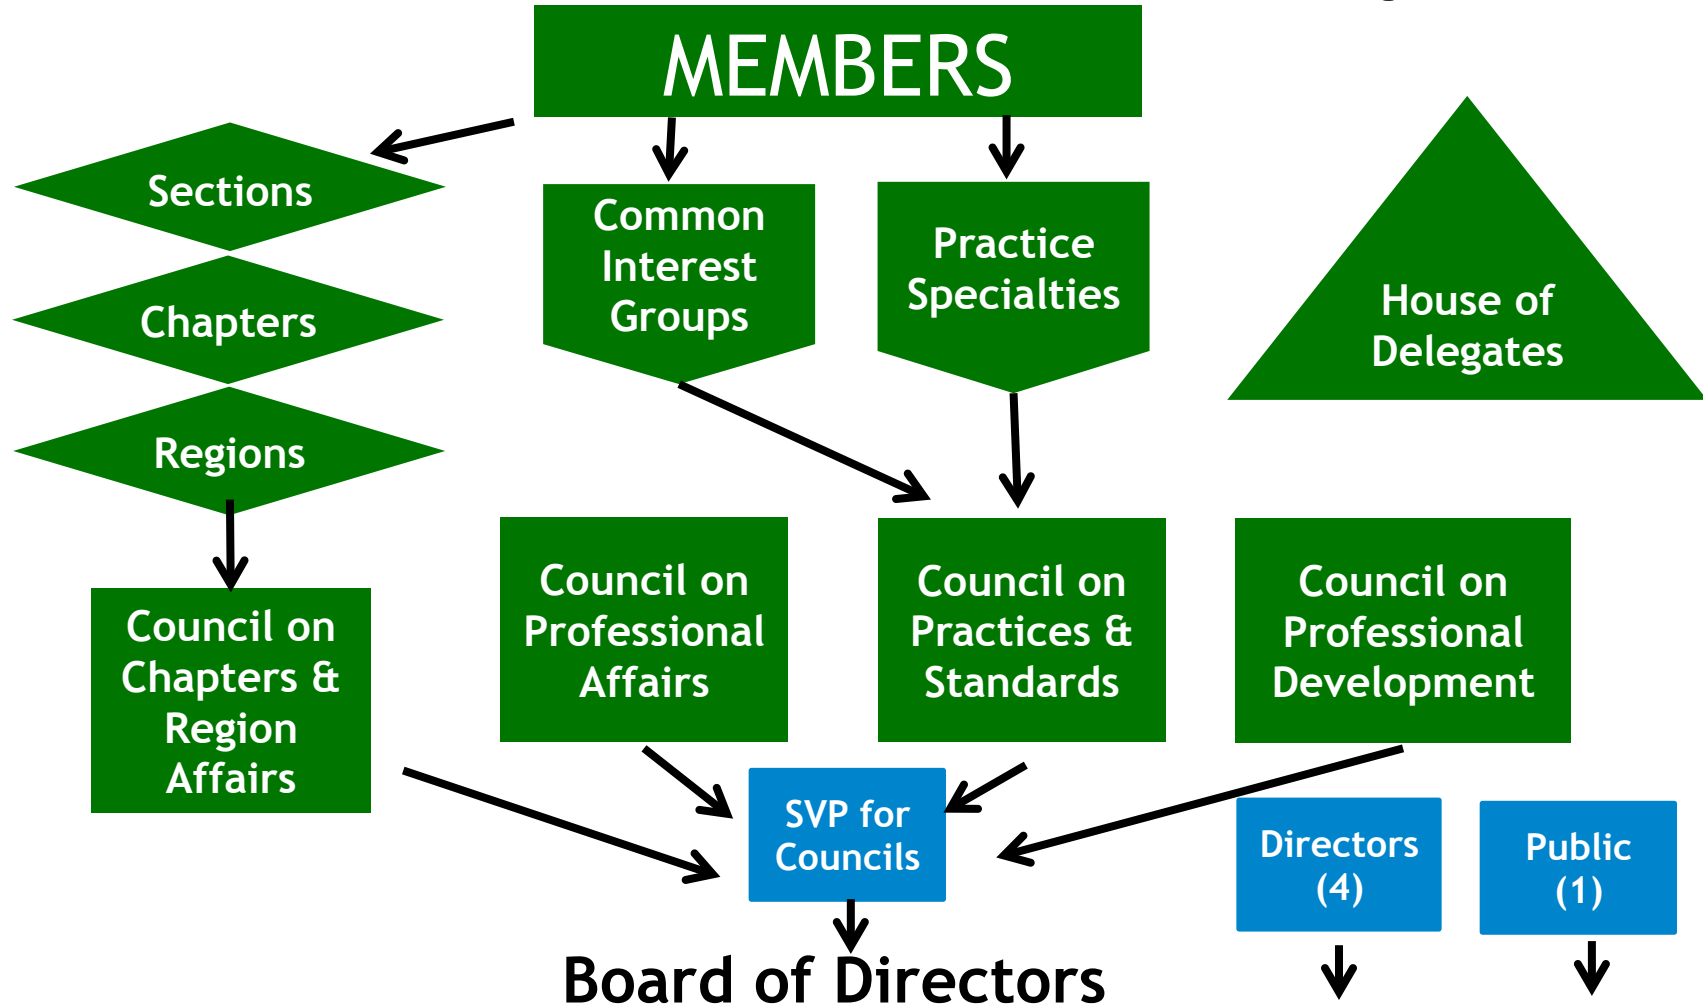 MEMBERS
Sections
Chapters
Regions
Common
Interest
Groups
Practice
Specialties
House of
Delegates
Council on
Chapters &
Region
Affairs
Council on
Professional
Affairs
Council on
Practices &
Standards
Council on
Professional
Development
SVP for
Councils
Directors
(4)
Public
(1)
Board of Directors